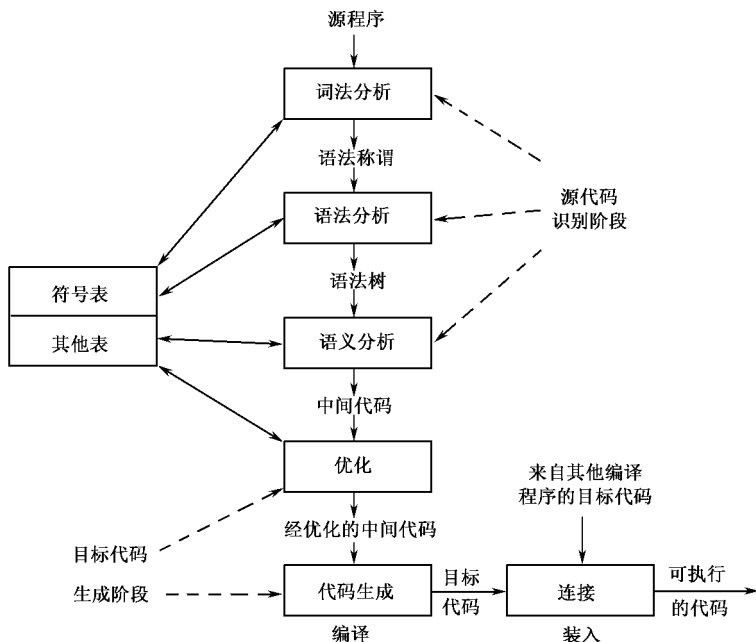 源程序
词法分析
语法称谓
源代码
识别阶段
语法分析
语法树
符号表
其他表
语义分析
中间代码
优化
来自其他编译
程序的目标代码
经优化的中间代码
目标代码
生成阶段
代码生成
目标
代码
连接
可执行
的代码
编译
装入